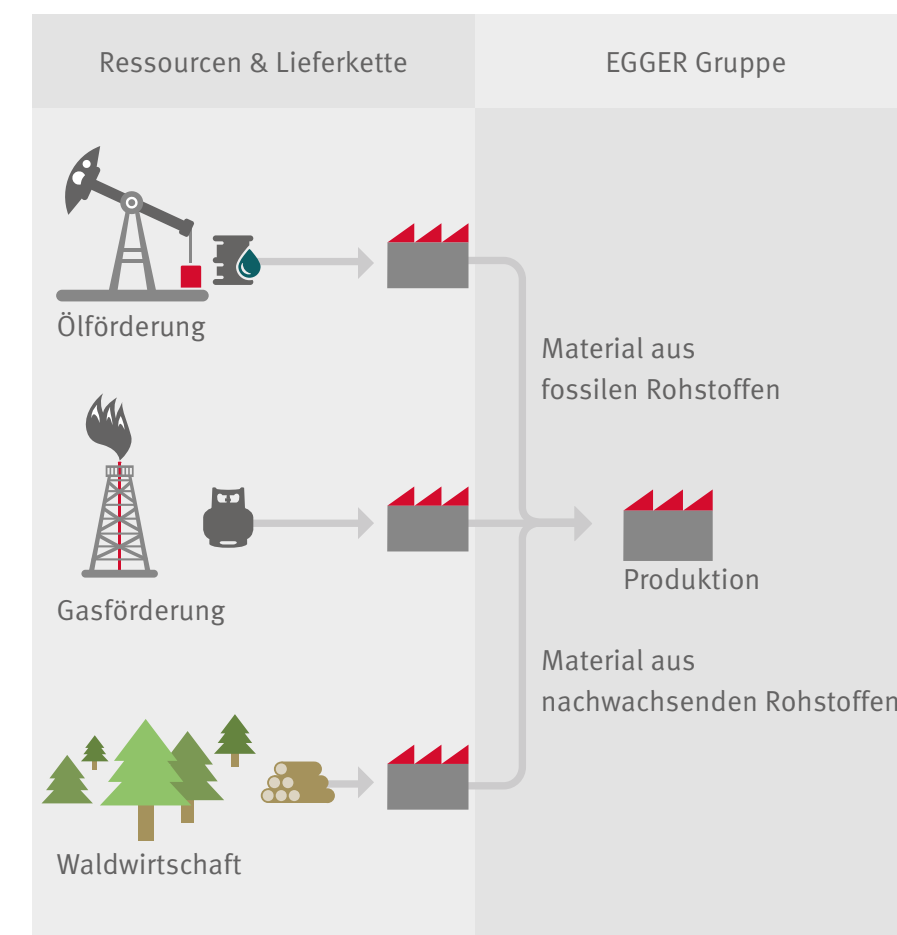 Ressourcen & Lieferkette
EGGER Gruppe
Ölförderung
Material aus
fossilen Rohstoffen
Gasförderung
Produktion
Material aus
nachwachsenden Rohstoffen
Waldwirtschaft